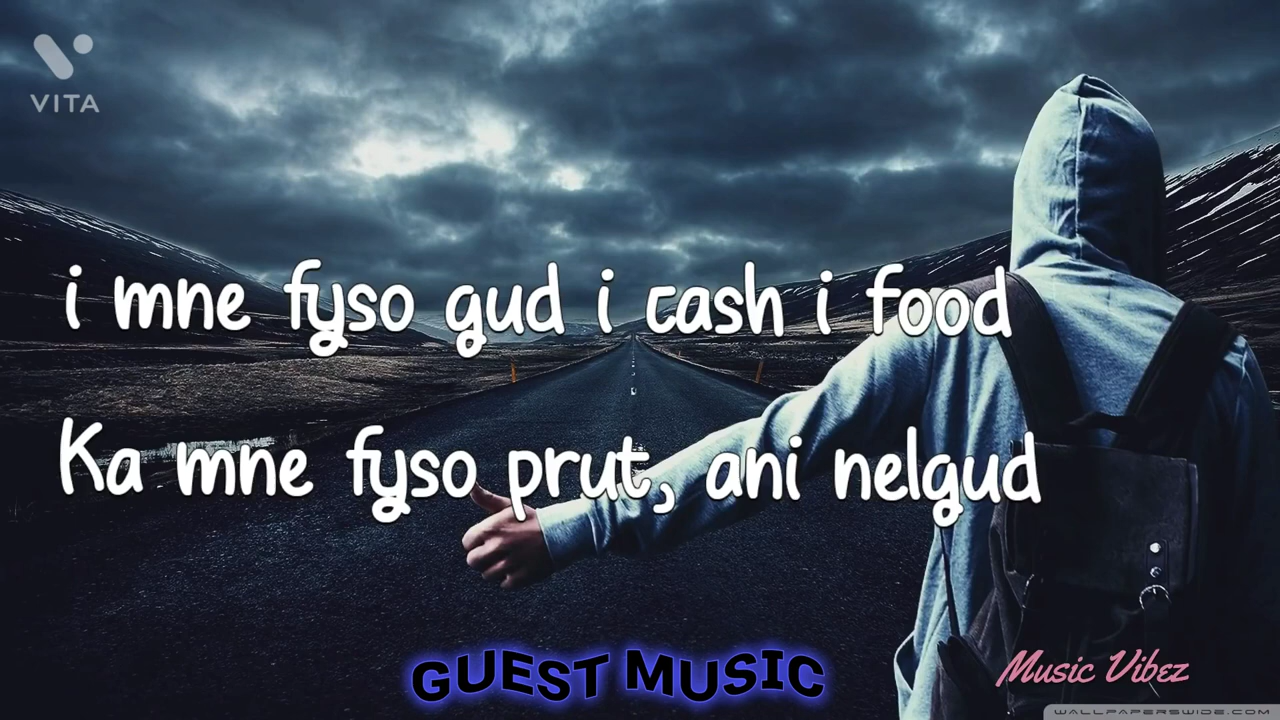 VITA
i mne fyso gud i cash i food
Ka mne fyso prut, ani nelgud
GUEST MUSIC
Music Vibez
WALLPAPERSWIDE.COM